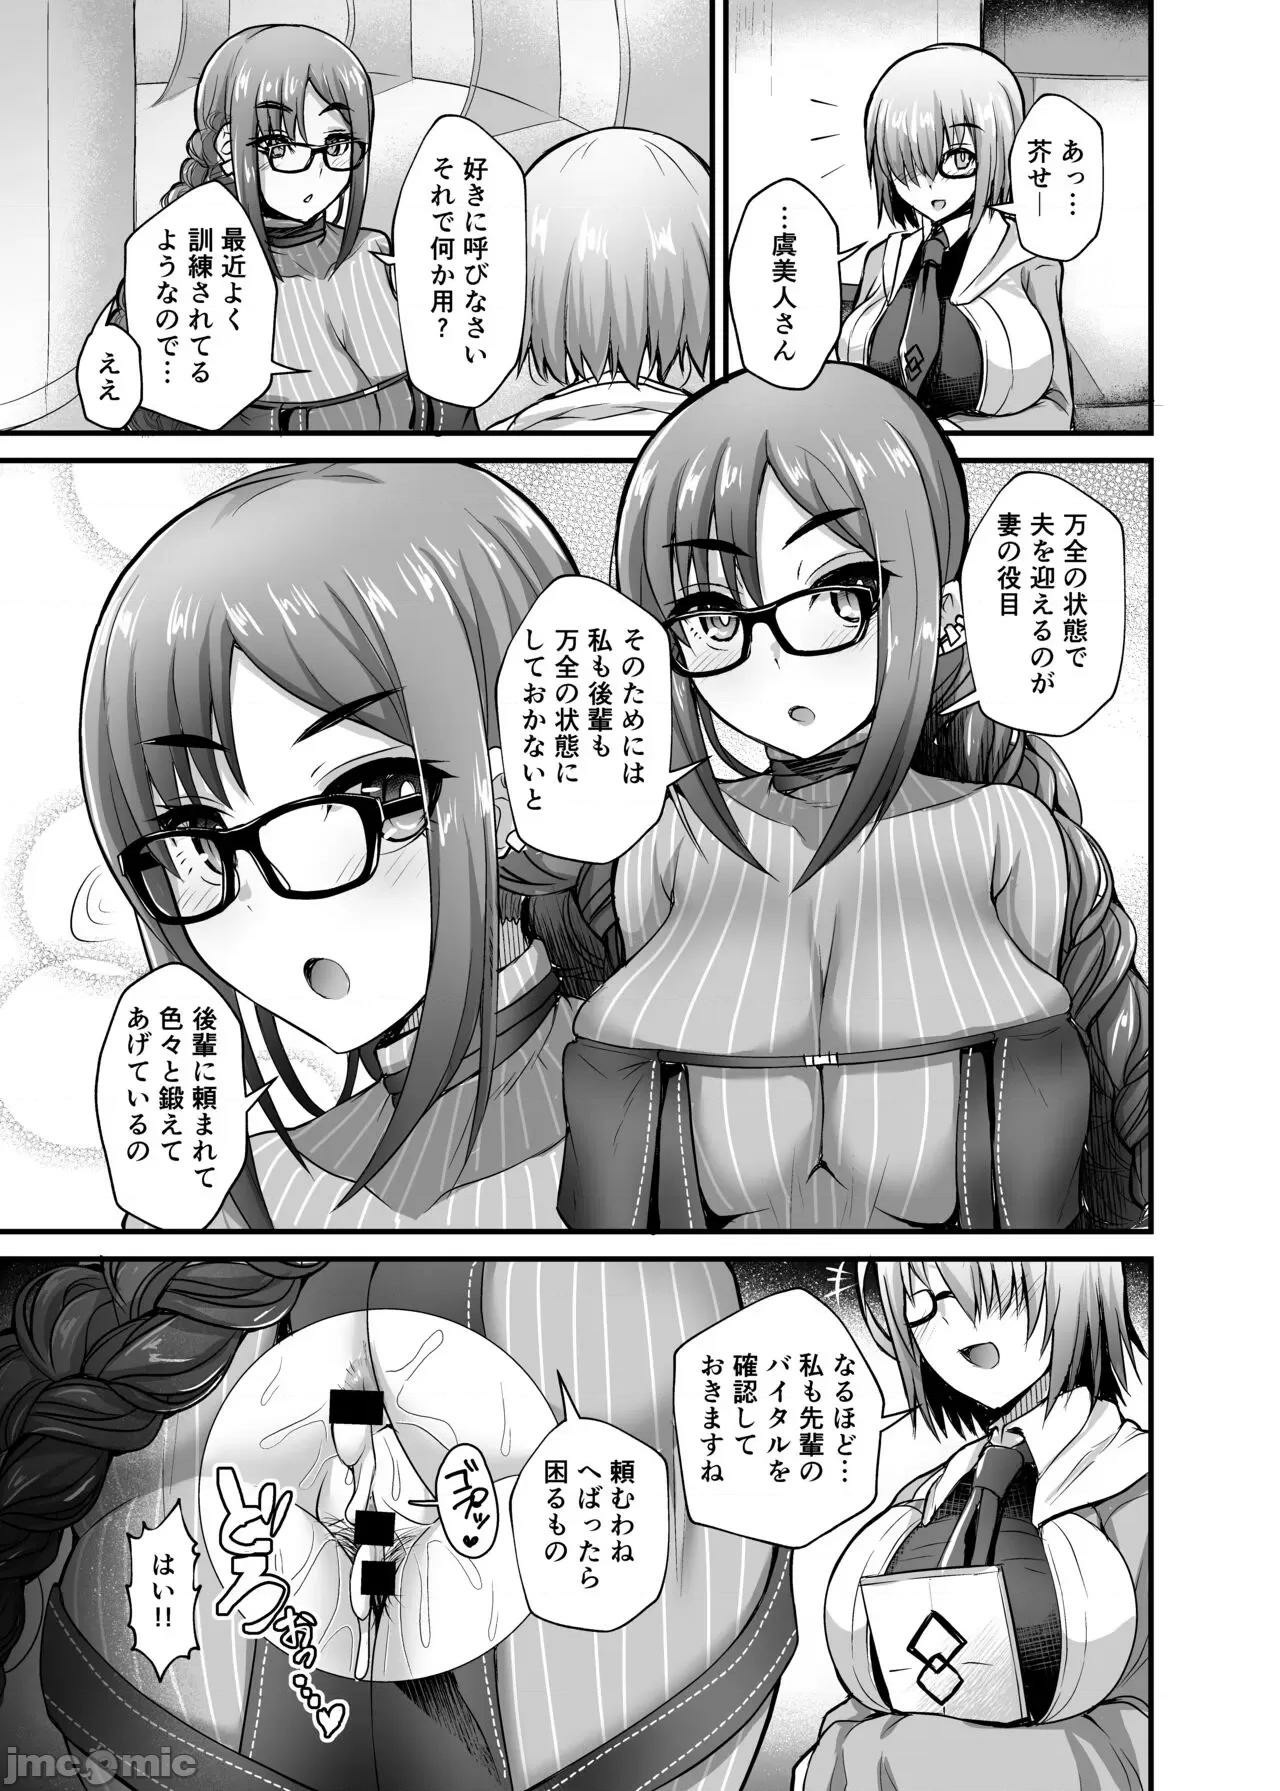 あっ…
芥せ―
…虞美人さん
好きに呼びなさい
それで何か用?
最近よく
訓練されてる
ようなので…
ええ
万全の状態で
夫を迎えるのが
妻の役目
そのためには
私も後輩も
万全の状態に
しておかないと
後輩に頼まれて
色々と鍛えて
あげているの
なるほど…
私も先輩の
バイタルを
確認して
おきますね
頼むわね
へばったら
困るもの
ゴプッ♥
どろぉっ…♡
はい!!
jmcomic